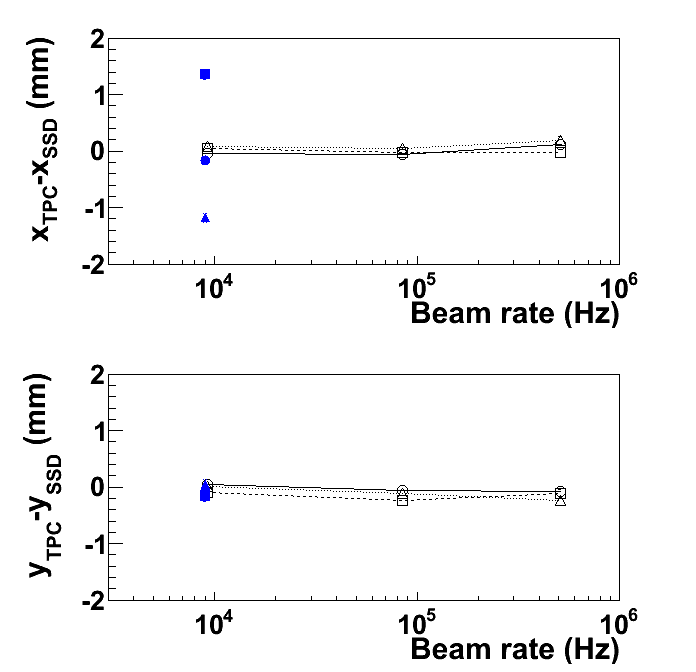 x_TPC-x_SSD (mm)
2
1
0
-1
-2
10^4 10^5 10^6
Beam rate (Hz)
y_TPC-y_SSD (mm)
2
1
0
-1
-2
10^4 10^5 10^6
Beam rate (Hz)